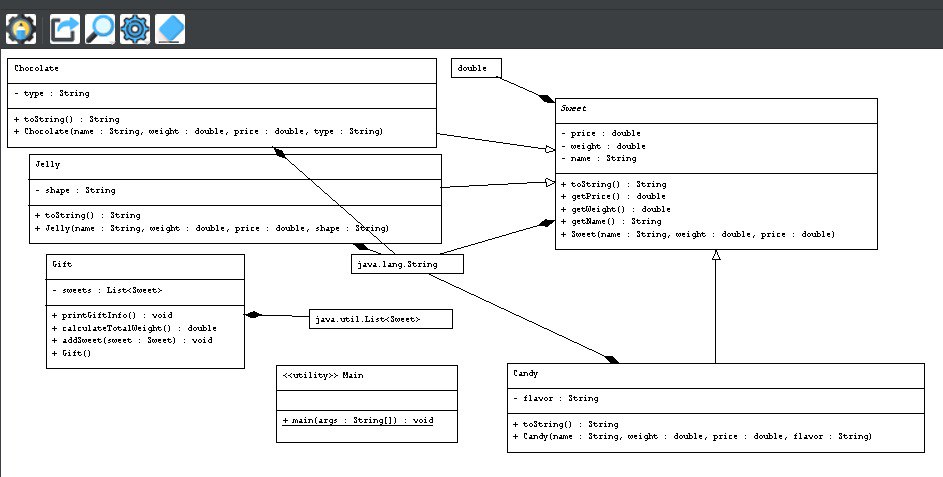 Chocolate
- type : String
+ toString() : String
+ Chocolate(name : String, weight : double, price : double, type : String)
double
Sweet
- price : double
- weight : double
- name : String
+ toString() : String
+ getPrice() : double
+ getWeight() : double
+ getName() : String
+ Sweet(name : String, weight : double, price : double)
Jelly
- shape : String
+ toString() : String
+ Jelly(name : String, weight : double, price : double, shape : String)
java.lang.String
Gift
- sweets : List<Sweet>
+ printGiftInfo() : void
+ calculateTotalWeight() : double
+ addSweet(sweet : Sweet) : void
+ Gift()
java.util.List<Sweet>
<<utility>> Main
+ main(args : String[]) : void
Candy
- flavor : String
+ toString() : String
+ Candy(name : String, weight : double, price : double, flavor : String)